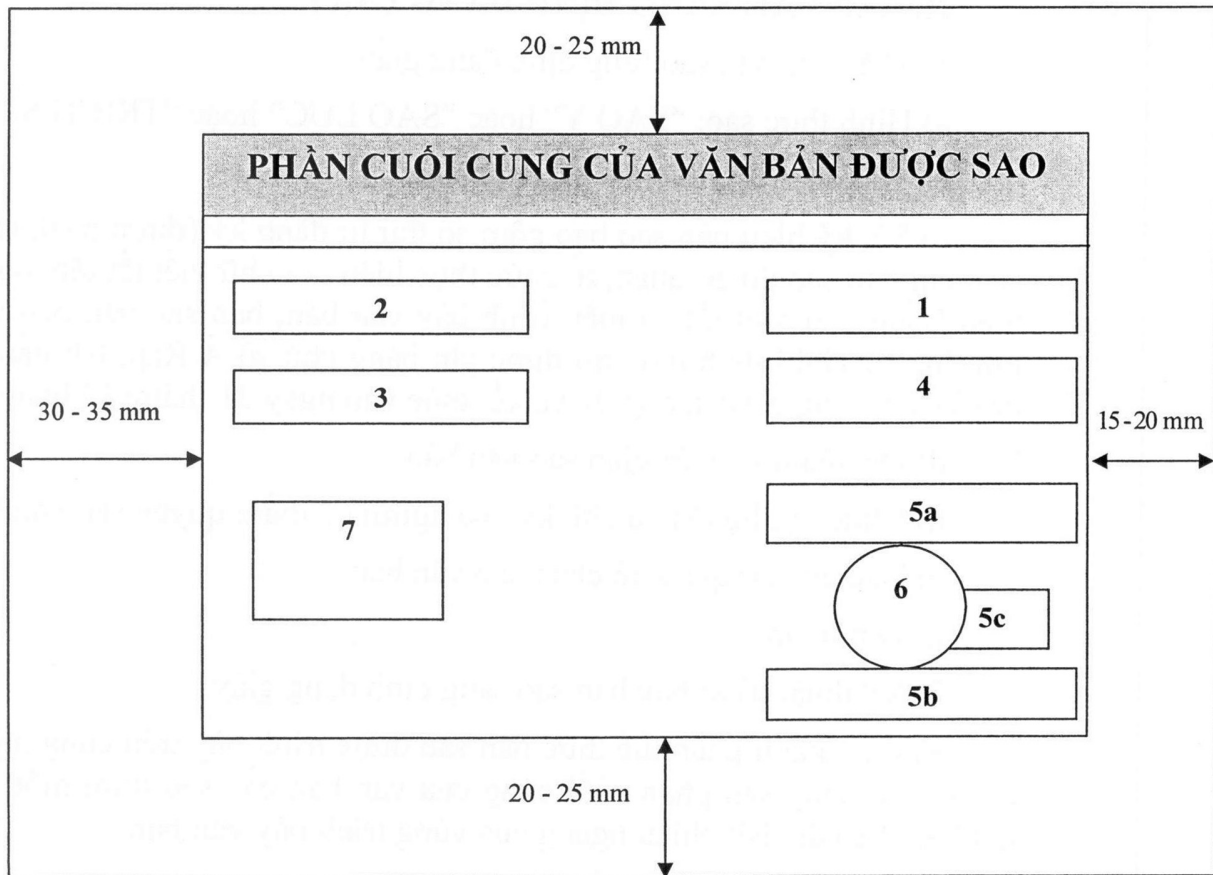 20 - 25 mm
PHẦN CUỐI CÙNG CỦA VĂN BẢN ĐƯỢC SAO
2
1
3
4
30 - 35 mm
15-20 mm
5a
7
6
5c
5b
20 - 25 mm